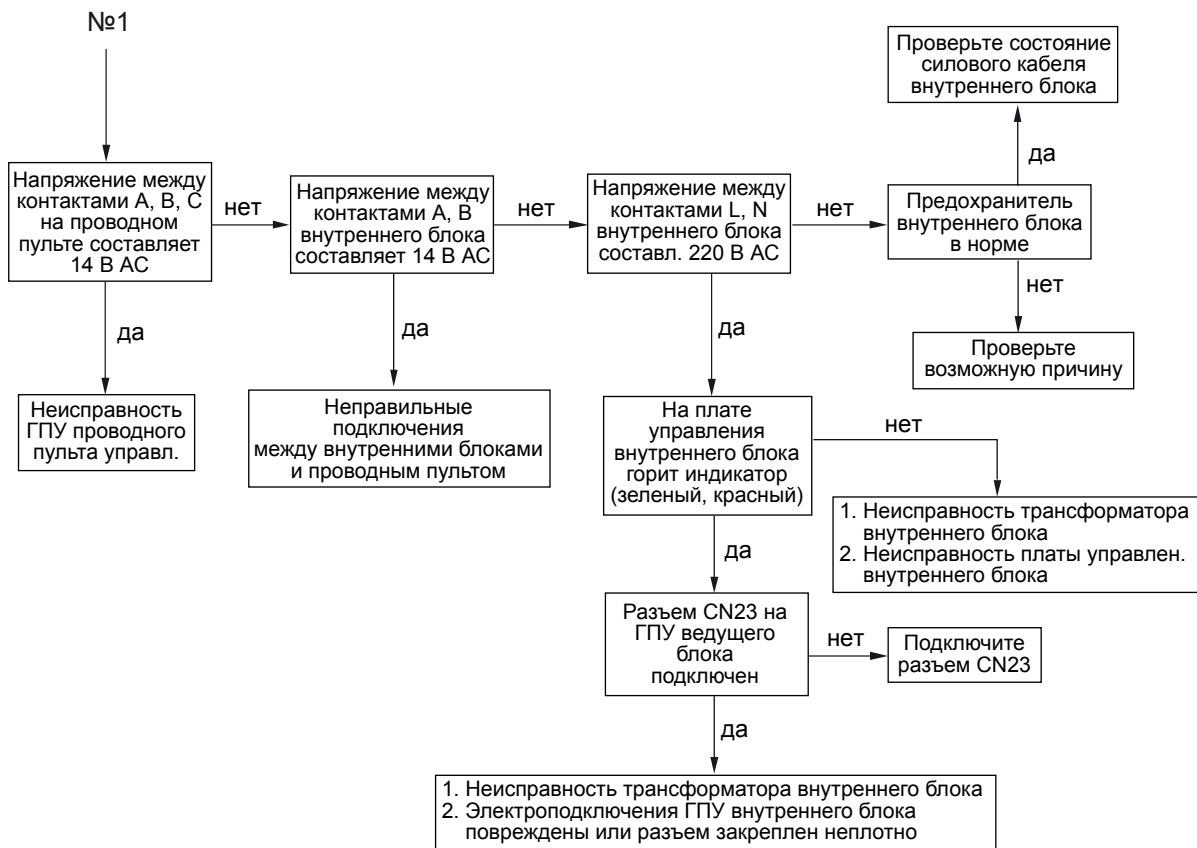 №1
Проверьте состояние
силового кабеля
внутреннего блока
да
Напряжение между
контактами A, B, C
на проводном
пульте составляет
14 В AC
нет
Напряжение между
контактами A, B
внутреннего блока
составляет 14 В AC
нет
Напряжение между
контактами L, N
внутреннего блока
составл. 220 В AC
нет
Предохранитель
внутреннего блока
в норме
да
да
да
нет
Проверьте
возможную причину
Неисправность
ГПУ проводного
пульта управл.
Неправильные
подключения
между внутренними блоками
и проводным пультом
На плате
управления
внутреннего блока
горит индикатор
(зеленый, красный)
нет
1. Неисправность трансформатора
внутреннего блока
2. Неисправность платы управлен.
внутреннего блока
да
Разъем CN23 на
ГПУ ведущего
блока
подключен
нет
Подключите
разъем CN23
да
1. Неисправность трансформатора внутреннего блока
2. Электроподключения ГПУ внутреннего блока
повреждены или разъем закреплен неплотно